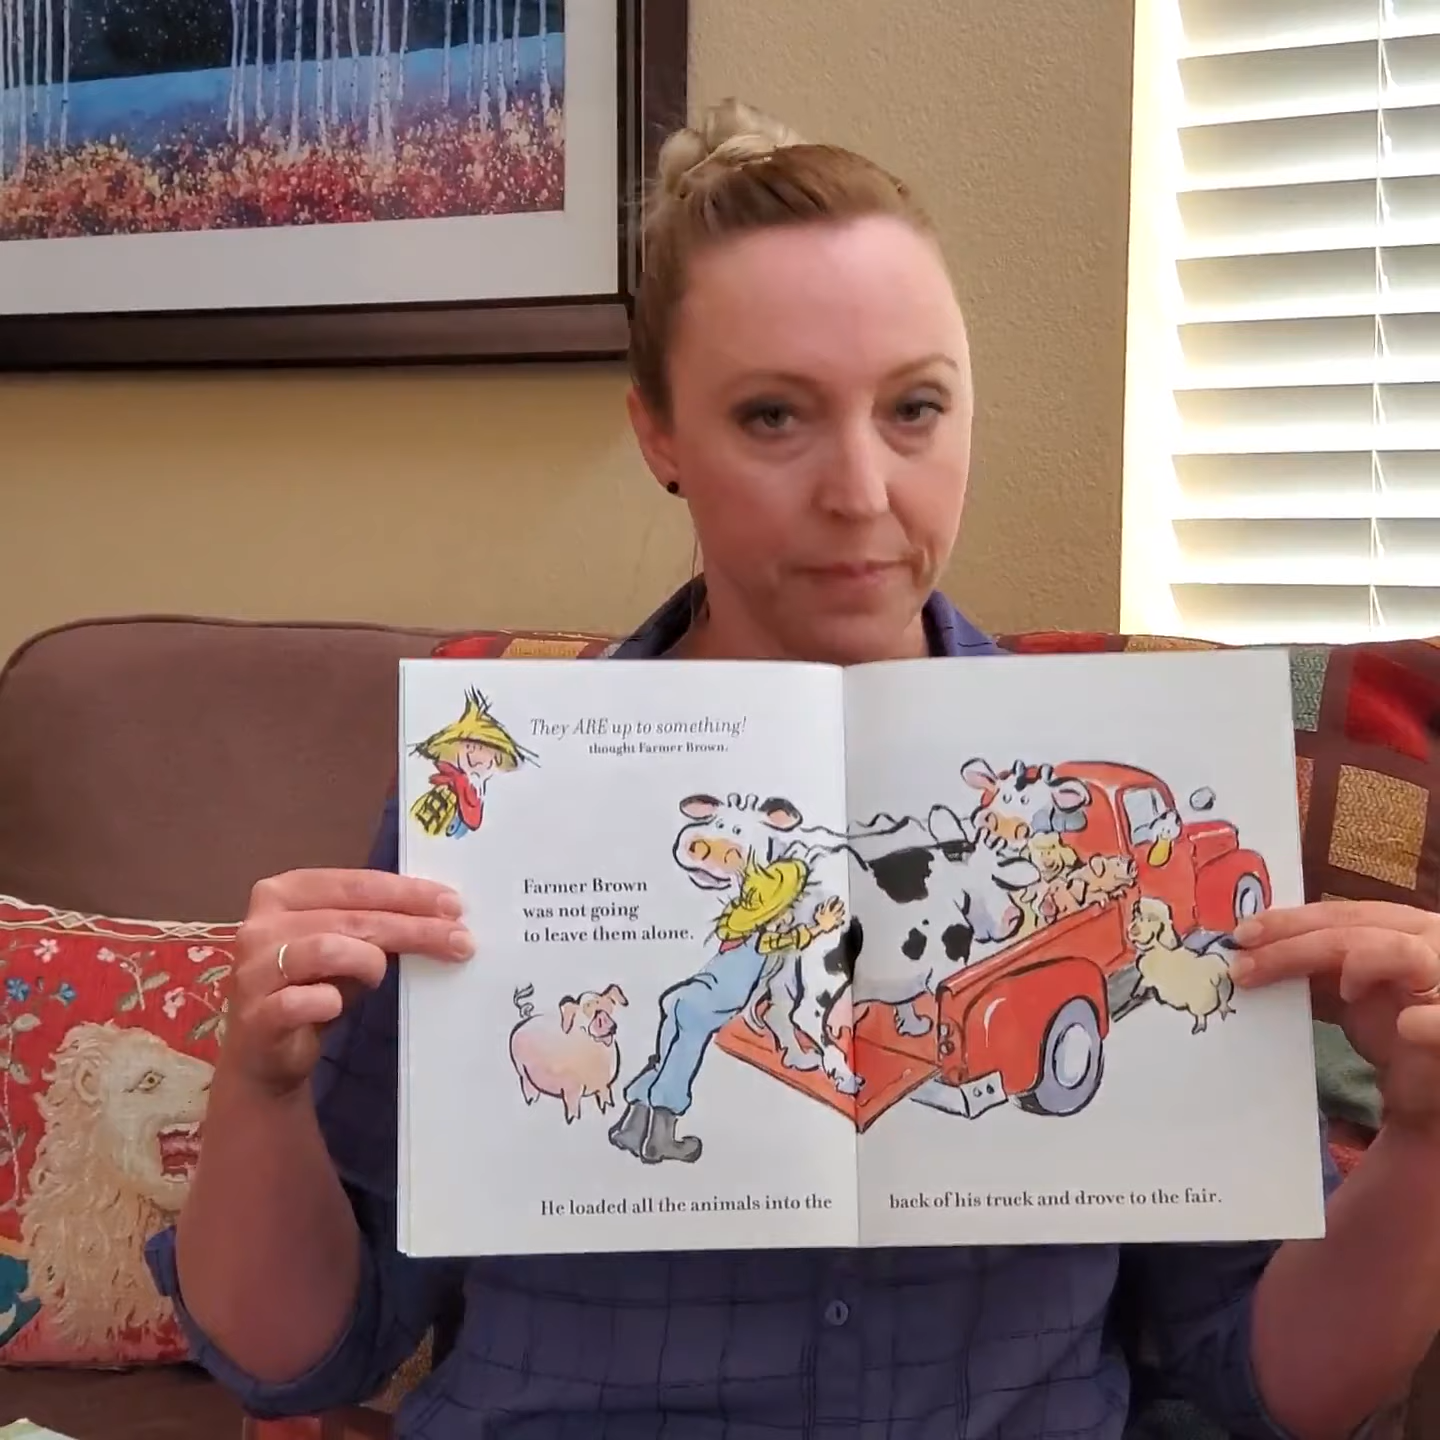 They ARE up to something!
thought Farmer Brown.
Farmer Brown
was not going
to leave them alone.
He loaded all the animals into the back of his truck and drove to the fair.